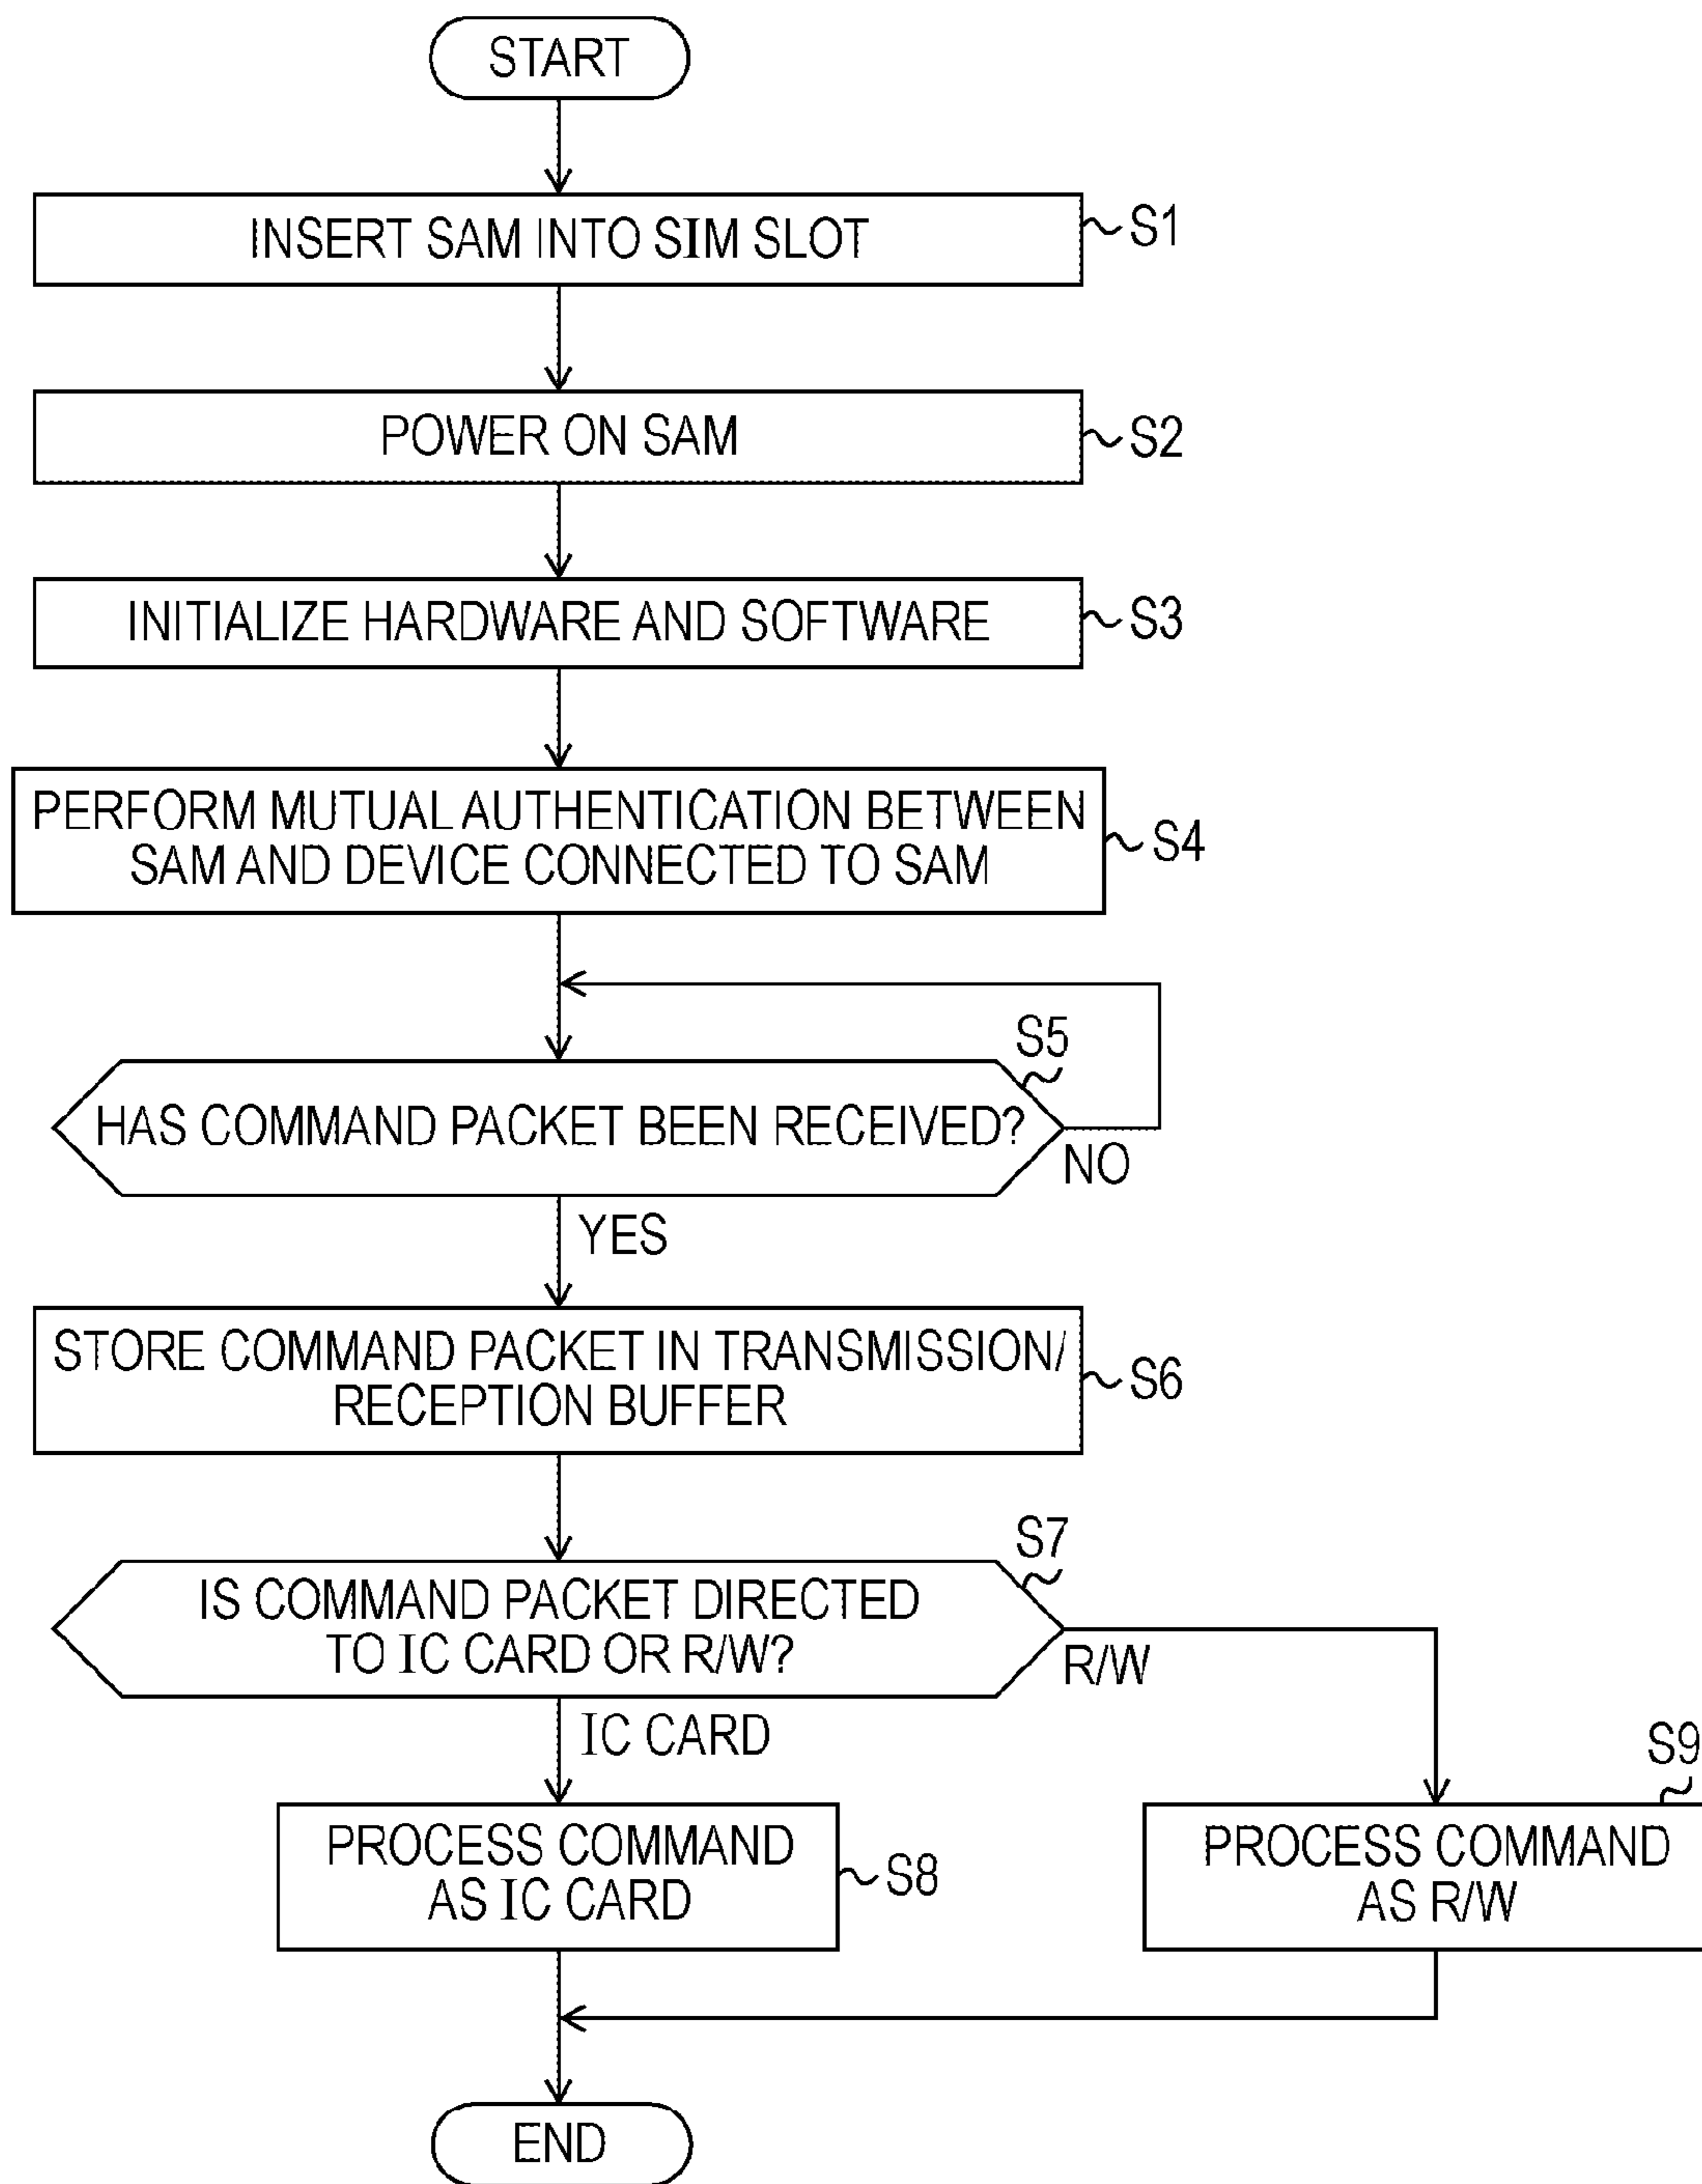 START
INSERT SAM INTO SIM SLOT
S1
POWER ON SAM
S2
INITIALIZE HARDWARE AND SOFTWARE
S3
PERFORM MUTUAL AUTHENTICATION BETWEEN
SAM AND DEVICE CONNECTED TO SAM
S4
S5
HAS COMMAND PACKET BEEN RECEIVED?
NO
YES
STORE COMMAND PACKET IN TRANSMISSION/
RECEPTION BUFFER
S6
S7
IS COMMAND PACKET DIRECTED
TO IC CARD OR R/W?
R/W
IC CARD
PROCESS COMMAND
AS IC CARD
S8
S9
PROCESS COMMAND
AS R/W
END